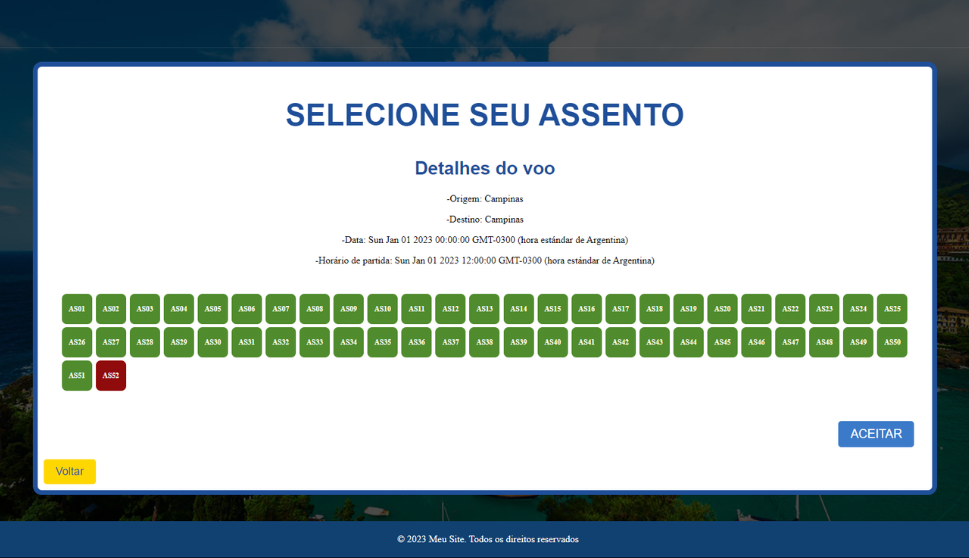 SELECIONE SEU ASSENTO
Detalhes do voo
-Origem: Campinas
-Destino: Campinas
-Data: Sun Jan 01 2023 00:00:00 GMT-0300 (hora estándar de Argentina)
-Horário de partida: Sun Jan 01 2023 12:00:00 GMT-0300 (hora estándar de Argentina)
AS01 AS02 AS03 AS04 AS05 AS06 AS07 AS08 AS09 AS10 AS11 AS12 AS13 AS14 AS15 AS16 AS17 AS18 AS19 AS20 AS21 AS22 AS23 AS24 AS25
AS26 AS27 AS28 AS29 AS30 AS31 AS32 AS33 AS34 AS35 AS36 AS37 AS38 AS39 AS40 AS41 AS42 AS43 AS44 AS45 AS46 AS47 AS48 AS49 AS50
AS51 AS52
ACEITAR
Voltar
© 2023 Meu Site. Todos os direitos reservados